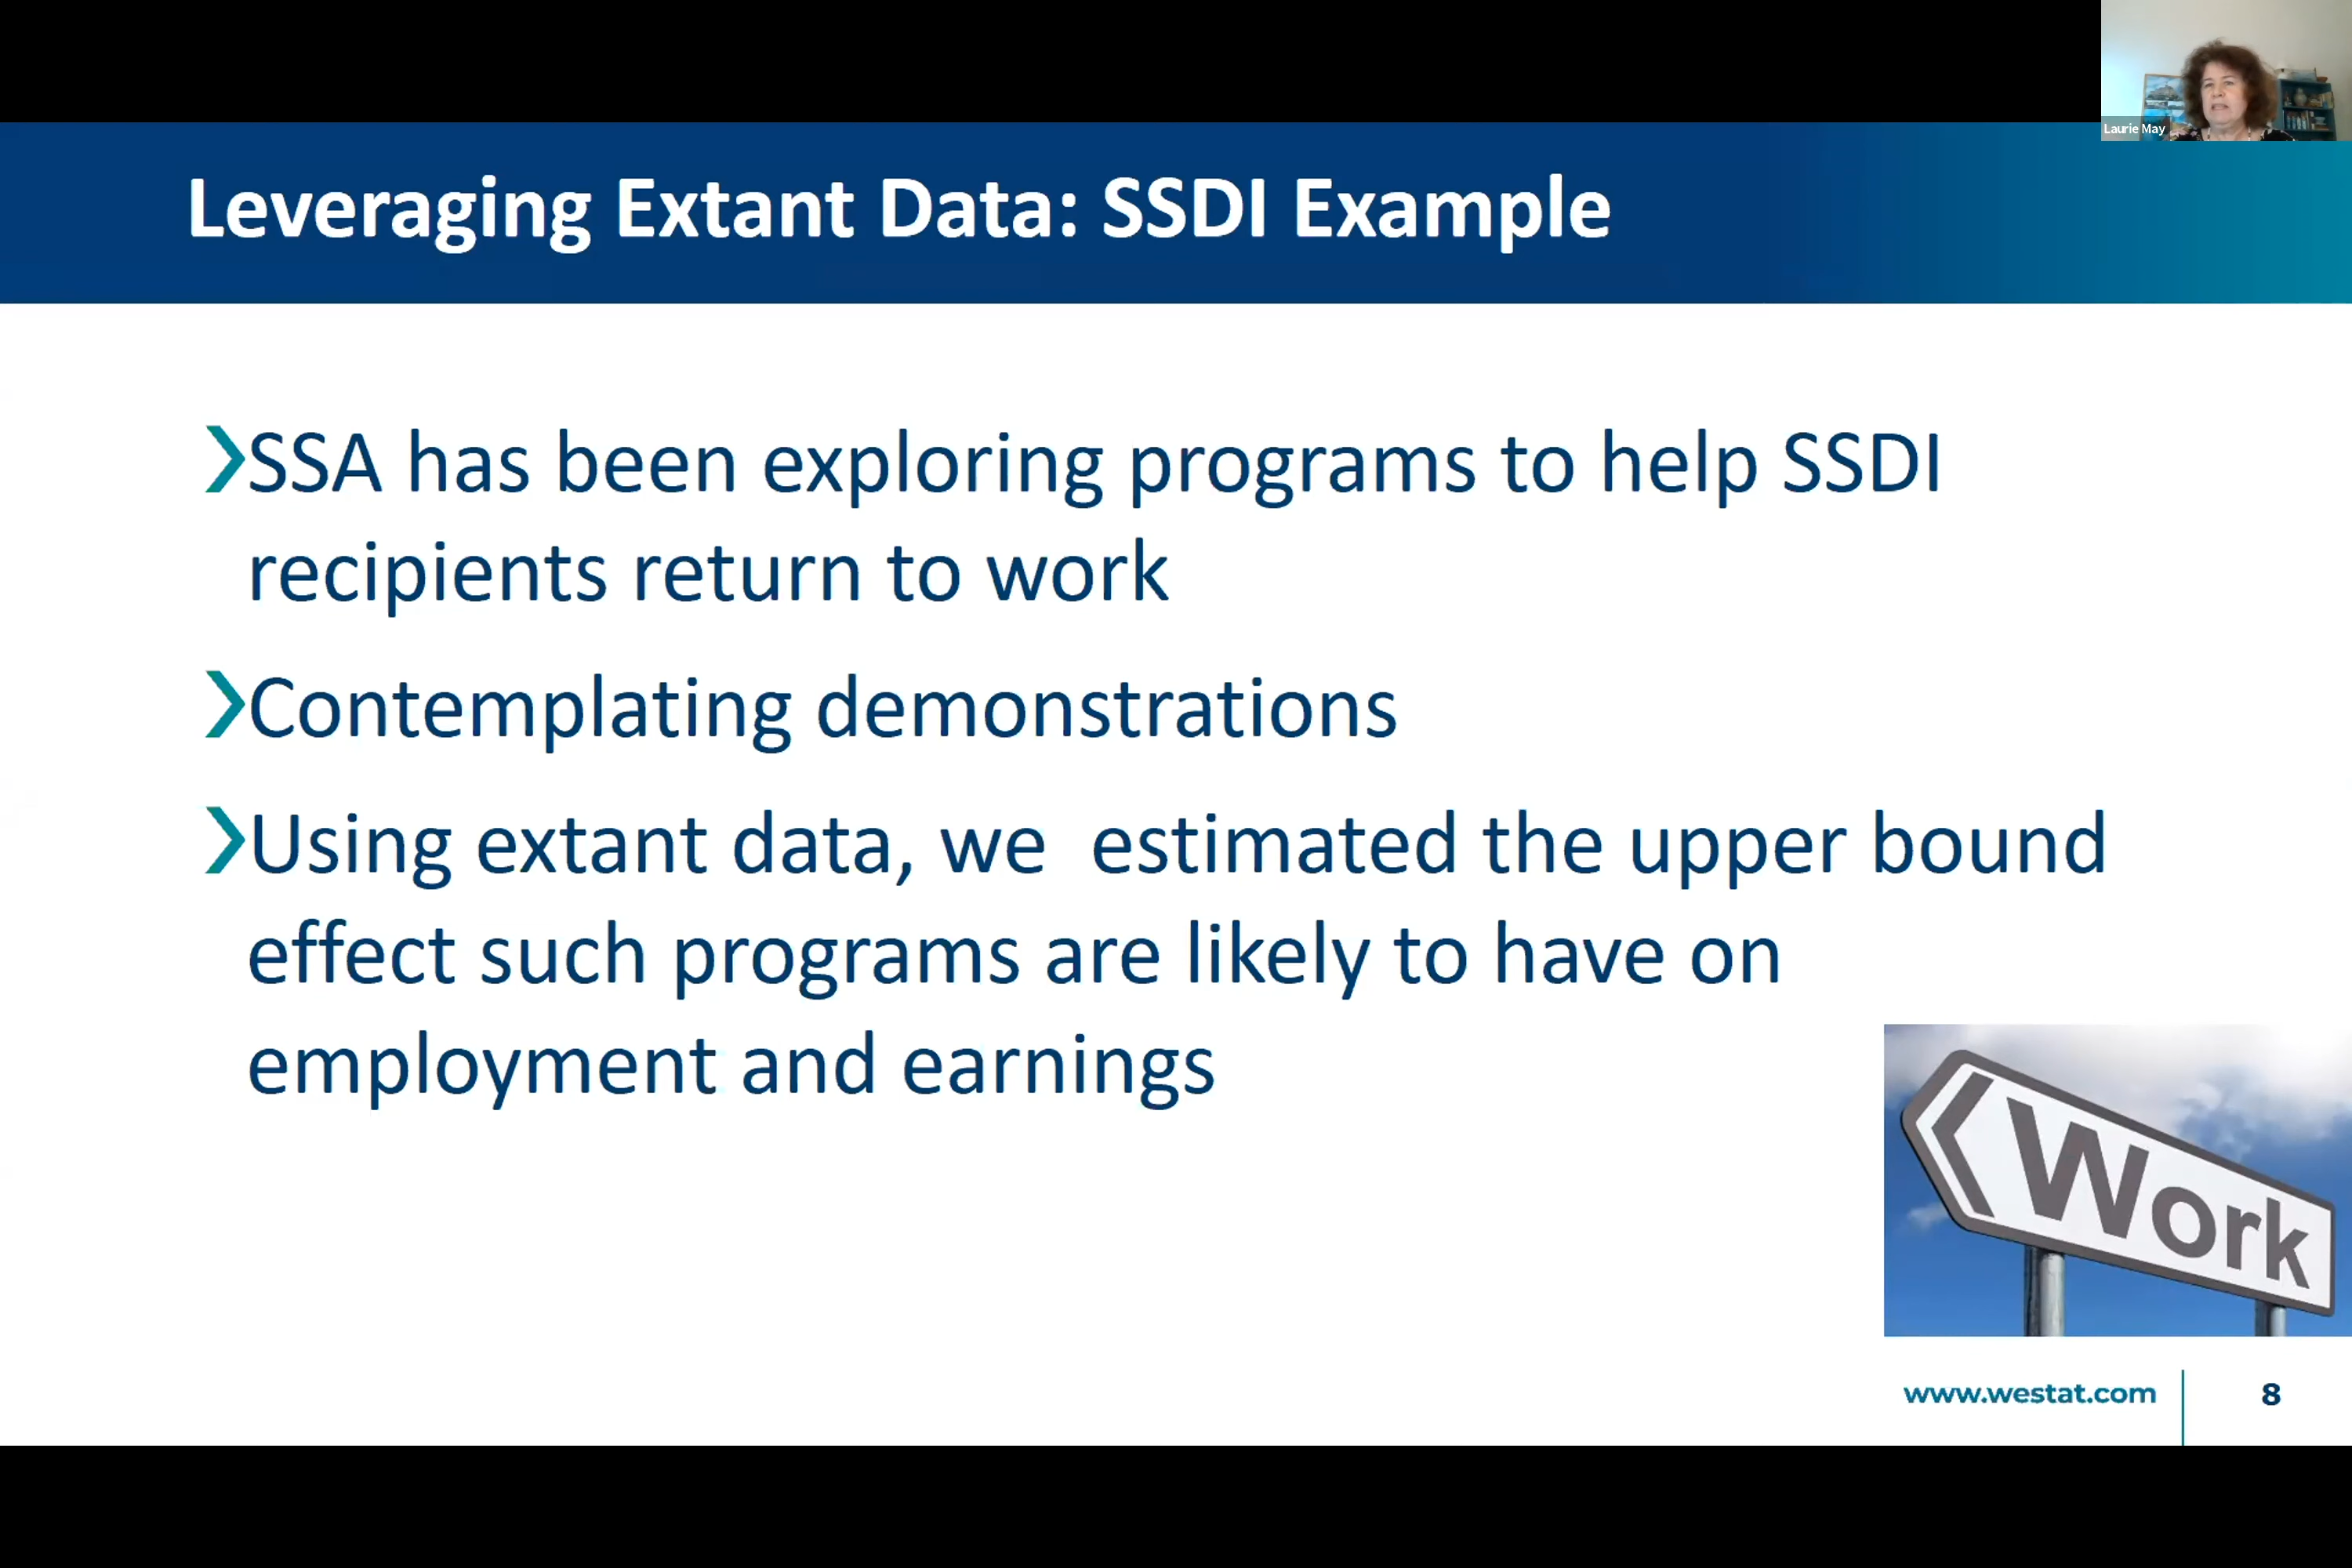 Laurie May
Leveraging Extant Data: SSDI Example
SSA has been exploring programs to help SSDI
recipients return to work
Contemplating demonstrations
Using extant data, we  estimated the upper bound
effect such programs are likely to have on
employment and earnings
Work
www.westat.com
8